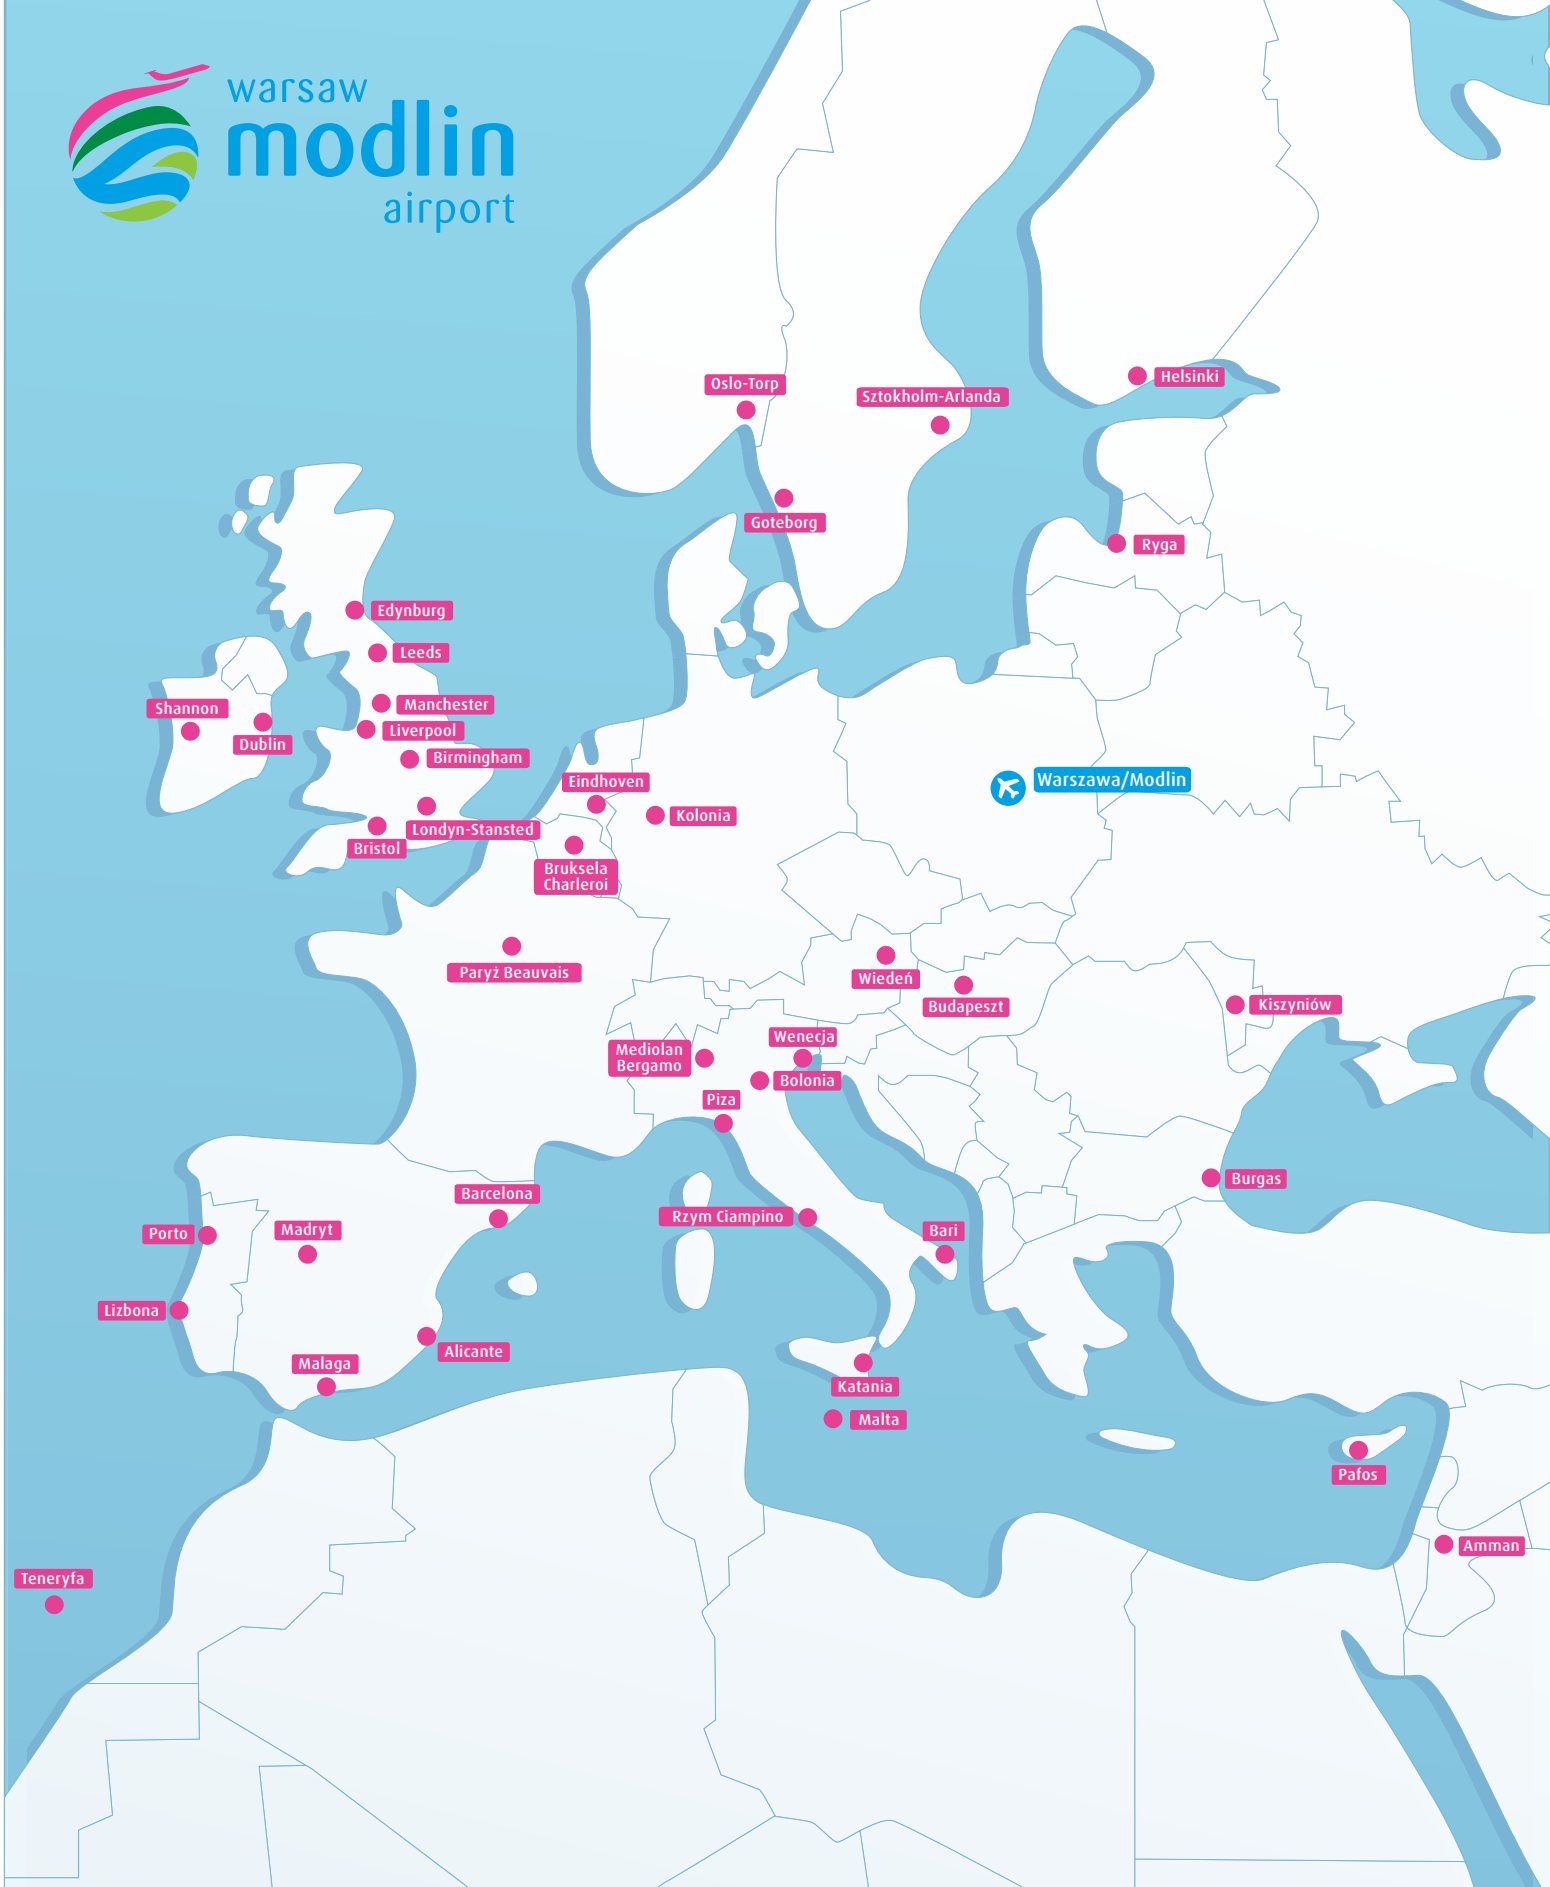 warsaw
modlin
airport
Oslo-Torp
Helsinki
Sztokholm-Arlanda
Goteborg
Ryga
Edynburg
Leeds
Manchester
Shannon
Liverpool
Dublin
Birmingham
Eindhoven
Warszawa/Modlin
Kolonia
Londyn-Stansted
Bristol
Bruksela
Charleroi
Paryż Beauvais
Wiedeń
Budapeszt
Kiszyniów
Wenecja
Mediolan
Bergamo
Bolonia
Piza
Burgas
Barcelona
Rzym Ciampino
Madryt
Bari
Porto
Lizbona
Alicante
Malaga
Katania
Malta
Pafos
Amman
Teneryfa